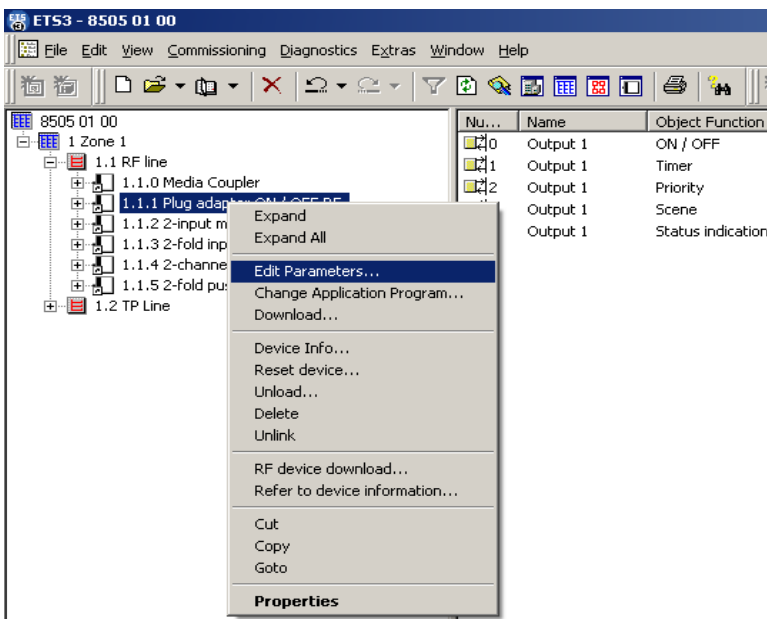 ETS3 - 8505 01 00
File Edit View Commissioning Diagnostics Extras Window Help
8505 01 00
1 Zone 1
1.1 RF line
1.1.0 Media Coupler
1.1.1 Plug adaptor ON / OFF RF
1.1.2 2-input m
1.1.3 2-fold inp
1.1.4 2-channe
1.1.5 2-fold pu
1.2 TP Line
Expand
Expand All
Edit Parameters...
Change Application Program...
Download...
Device Info...
Reset device...
Unload...
Delete
Unlink
RF device download...
Refer to device information...
Cut
Copy
Goto
Properties
Nu... Name Object Function
0 Output 1 ON / OFF
1 Output 1 Timer
2 Output 1 Priority
Output 1 Scene
Output 1 Status indication